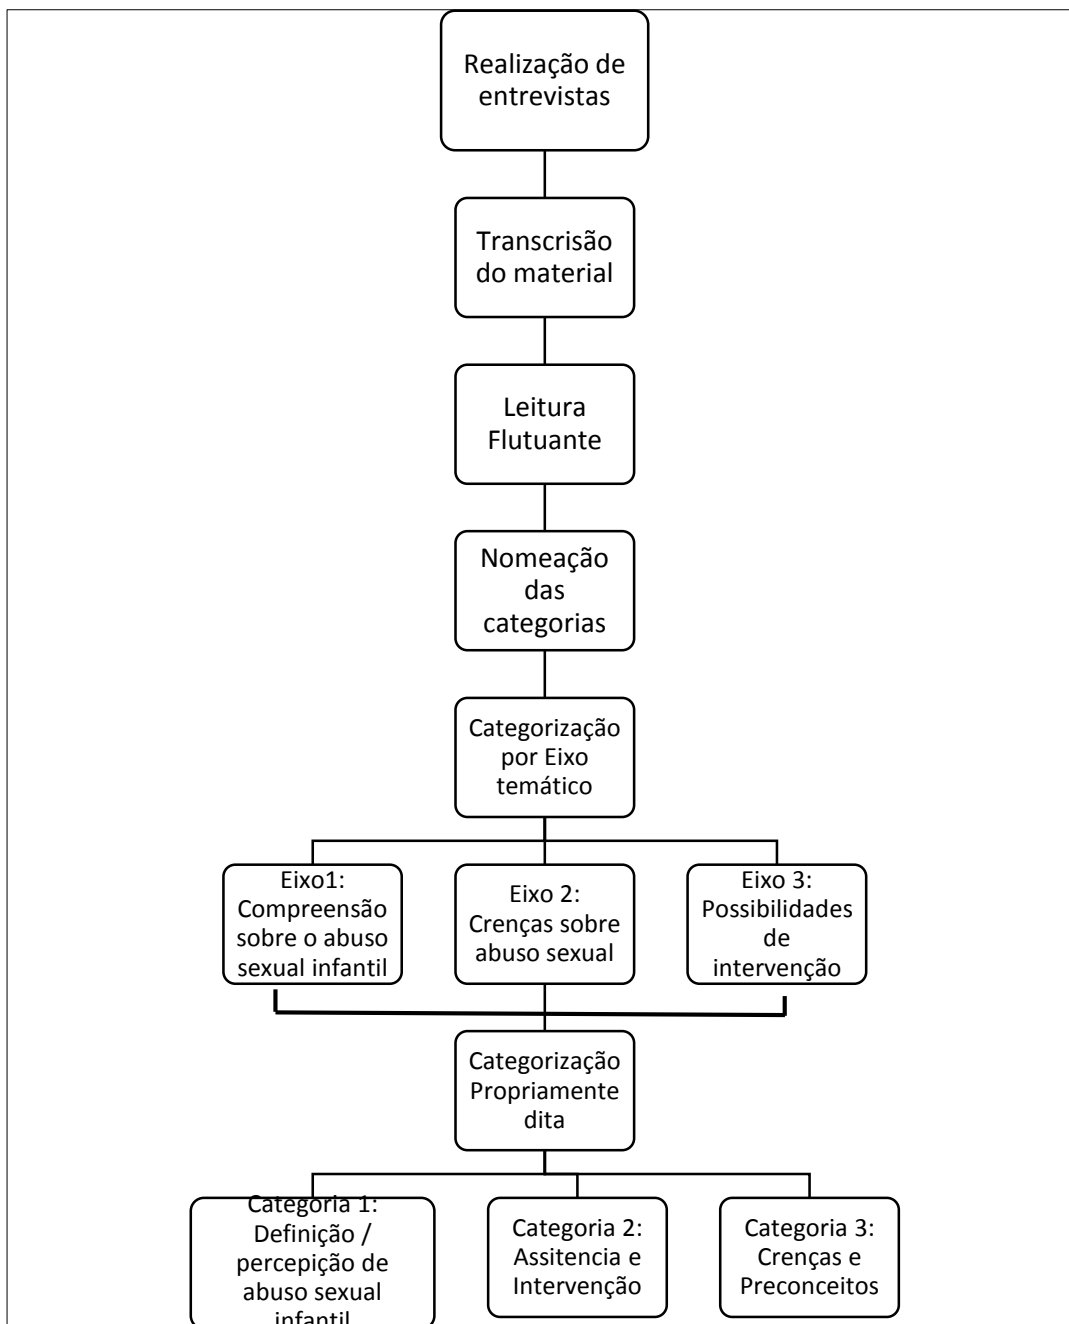 Realização de
entrevistas
Transcrisão
do material
Leitura
Flutuante
Nomeação
das
categorias
Categorização
por Eixo
temático
Eixo1:
Compreensão
sobre o abuso
sexual infantil
Eixo 2:
Crenças sobre
abuso sexual
Eixo 3:
Possibilidades
de
intervenção
Categorização
Propriamente
dita
Categoria 1:
Definição /
percepição de
abuso sexual
infantil
Categoria 2:
Assitencia e
Intervenção
Categoria 3:
Crenças e
Preconceitos